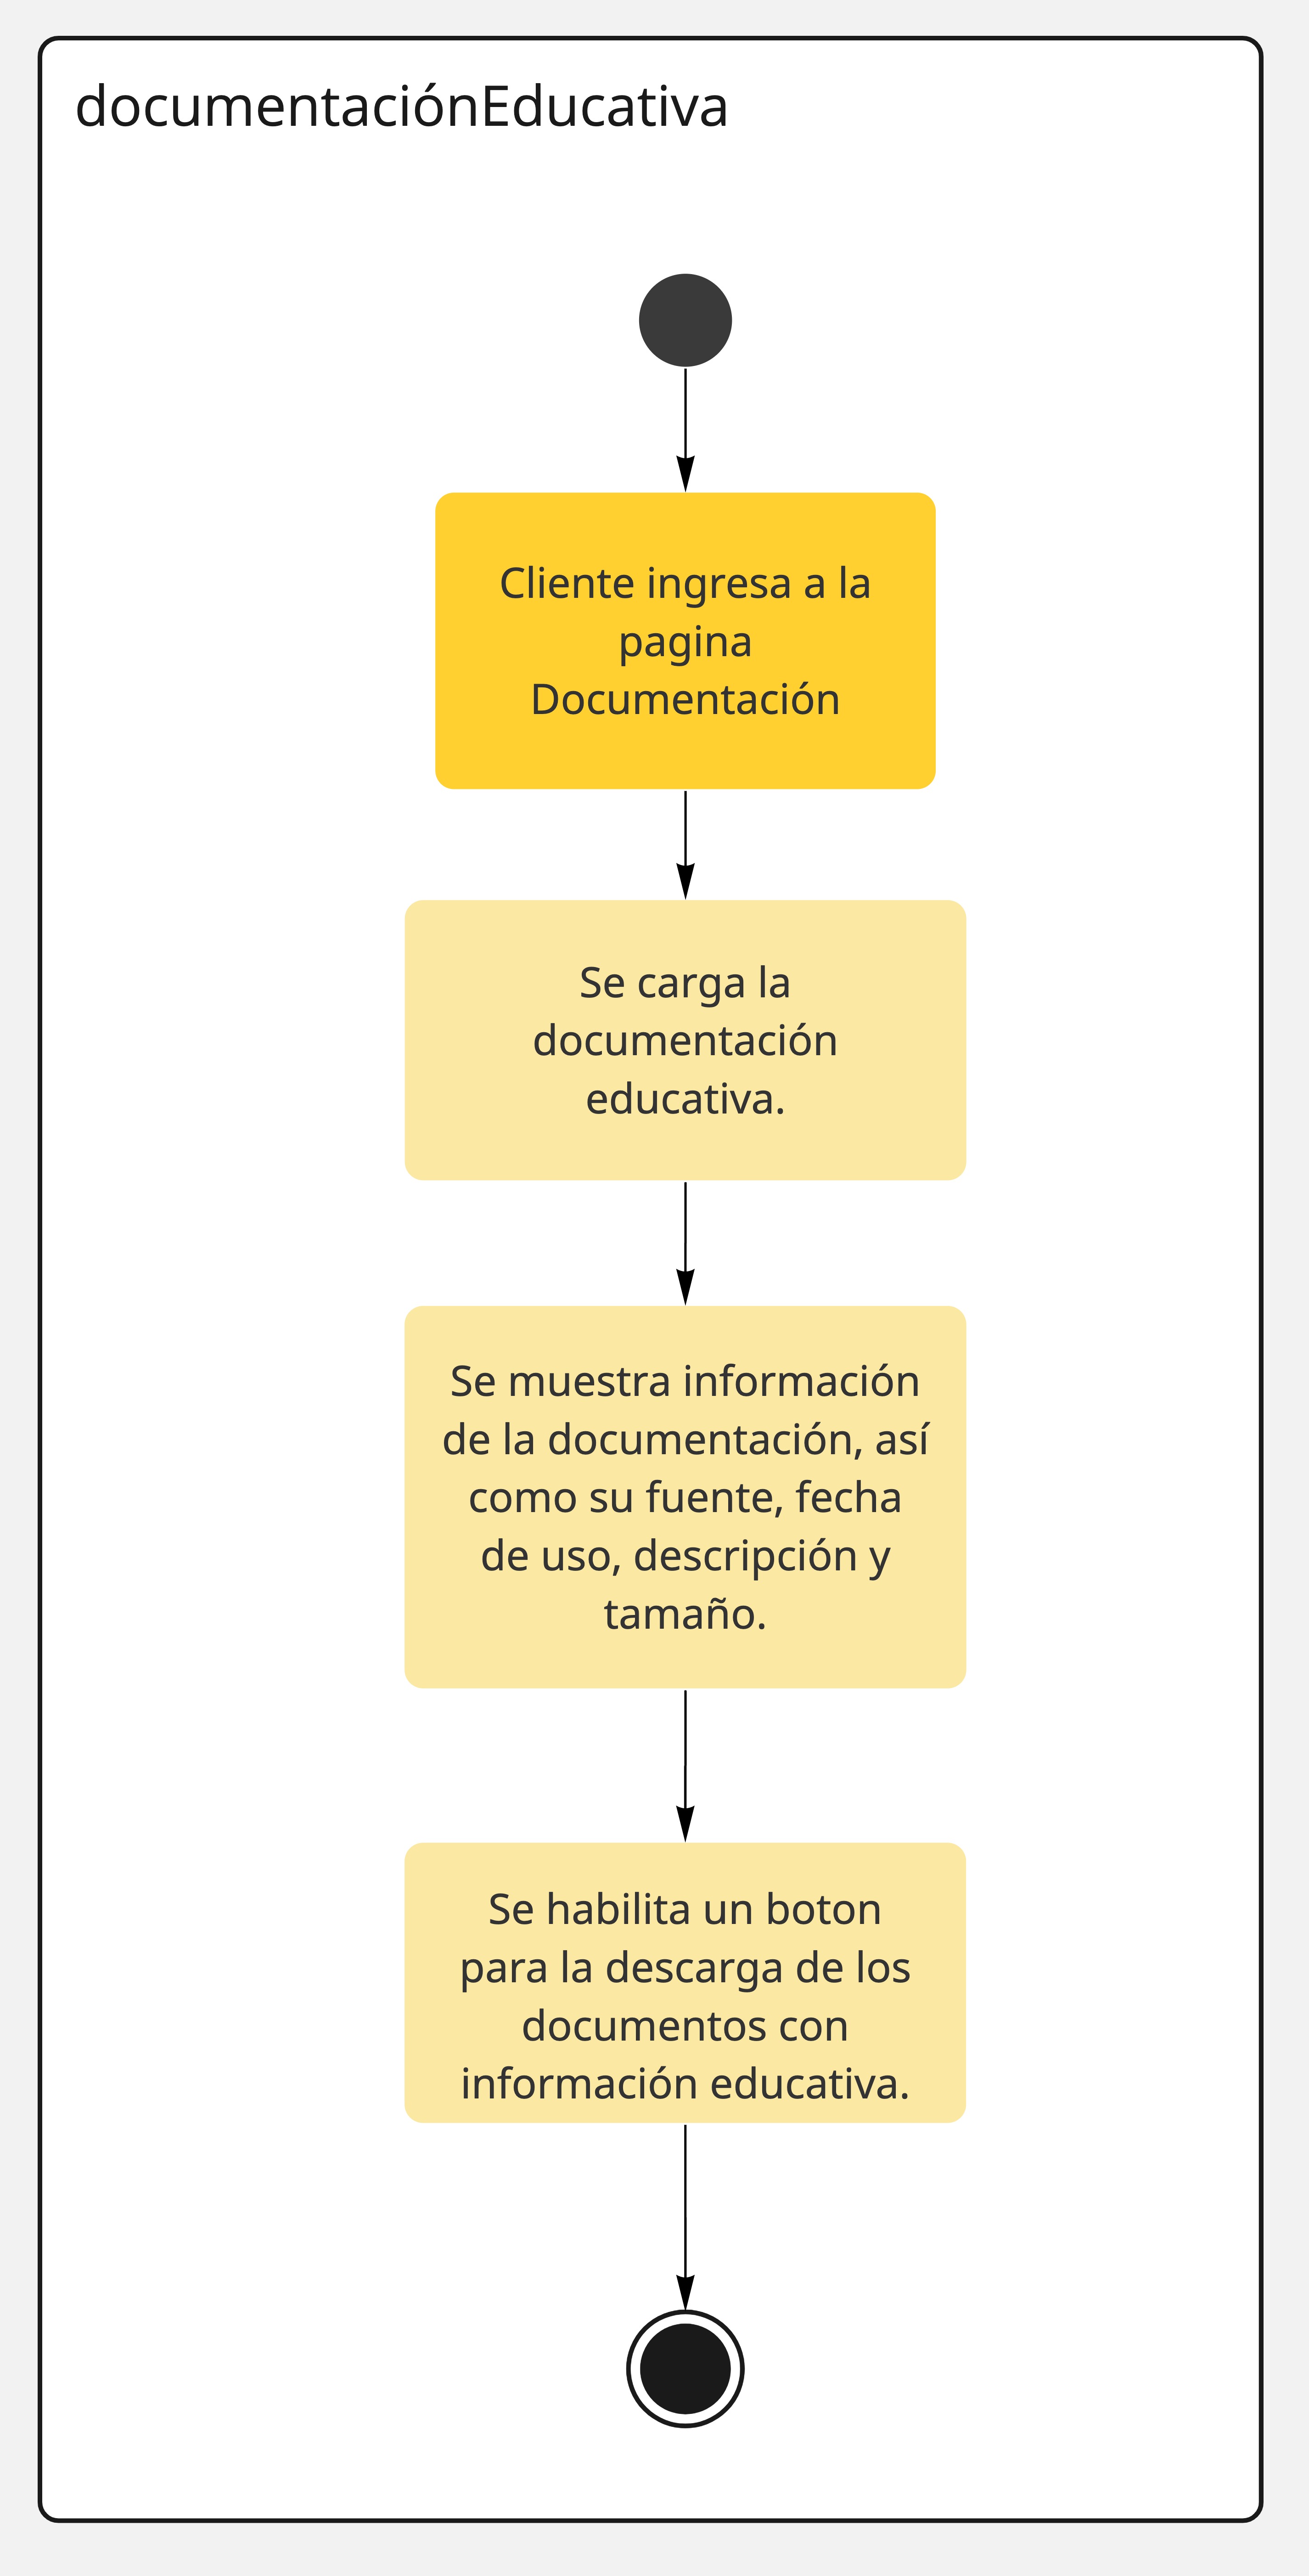 documentaciónEducativa
Cliente ingresa a la
pagina
Documentación
Se carga la
documentación
educativa.
Se muestra información
de la documentación, así
como su fuente, fecha
de uso, descripción y
tamaño.
Se habilita un boton
para la descarga de los
documentos con
información educativa.